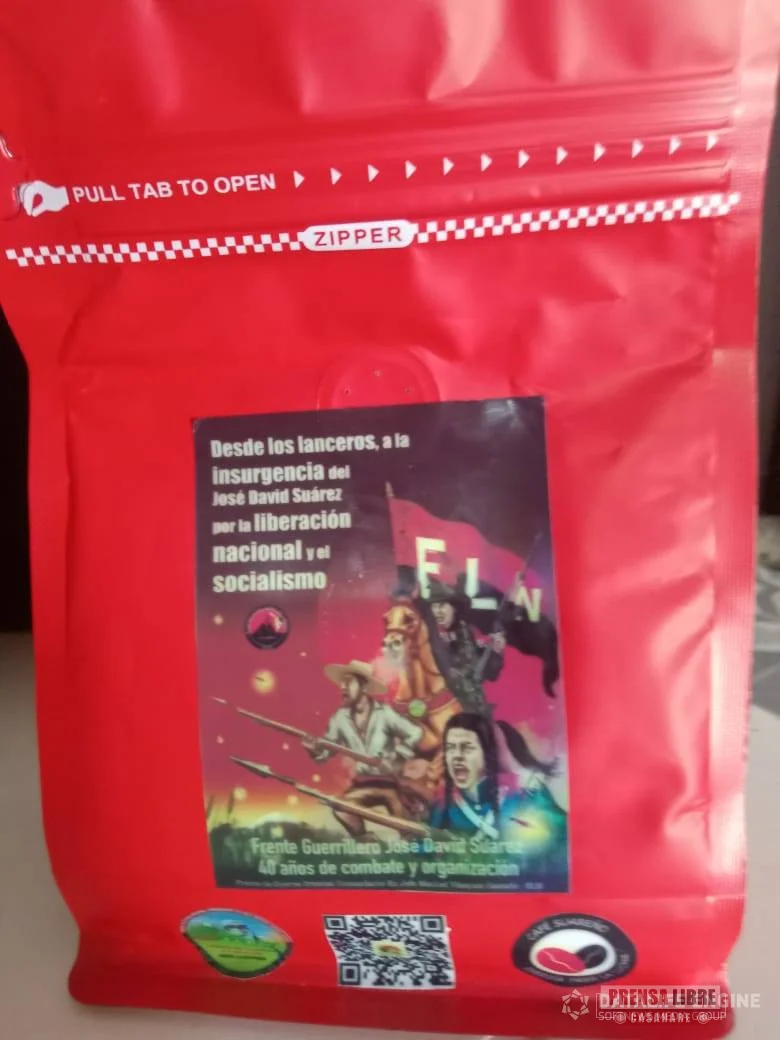 PULL TAB TO OPEN
ZIPPER
Desde los lanceros, a la
insurgencia del
José David Suárez
por la liberación
nacional y el
socialismo
ELN
Frente Guerrillero José David Suárez
40 años de combate y organización
PRENSA LIBRE
CASANARE